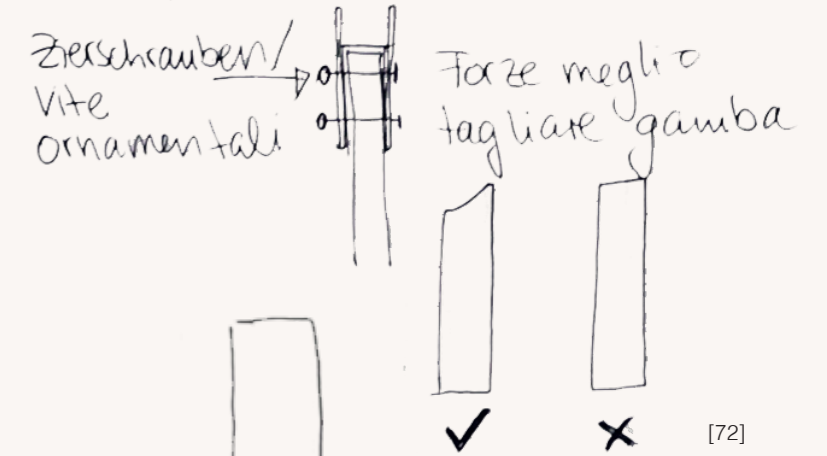 Zierschrauben/
Vite
ornamentali
Forze meglio
tagliare gamba
[72]